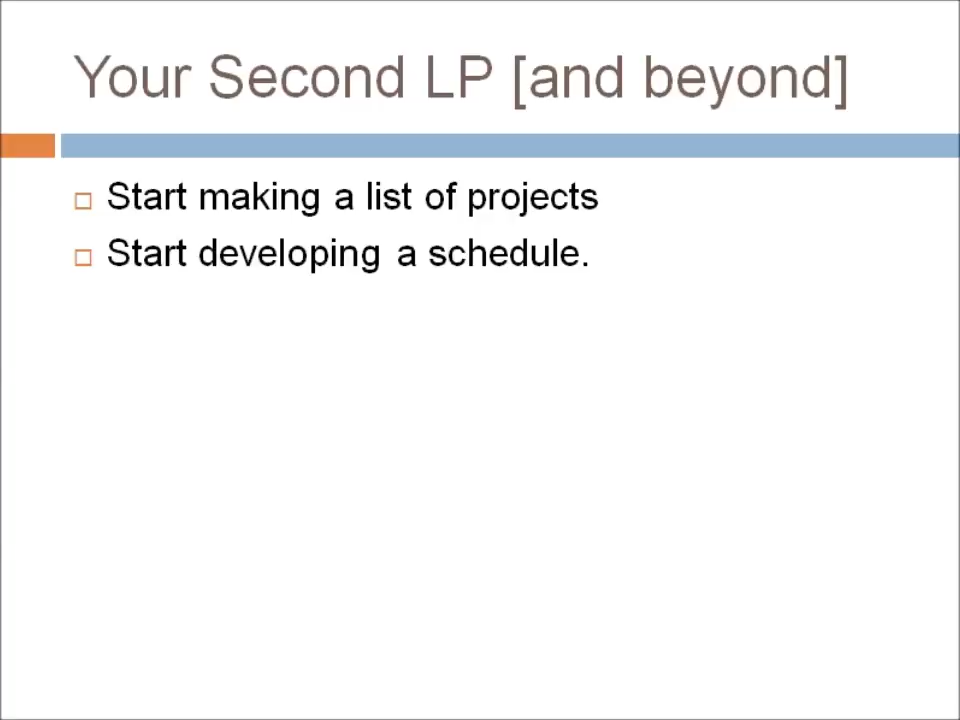 Your Second LP [and beyond]
Start making a list of projects
Start developing a schedule.